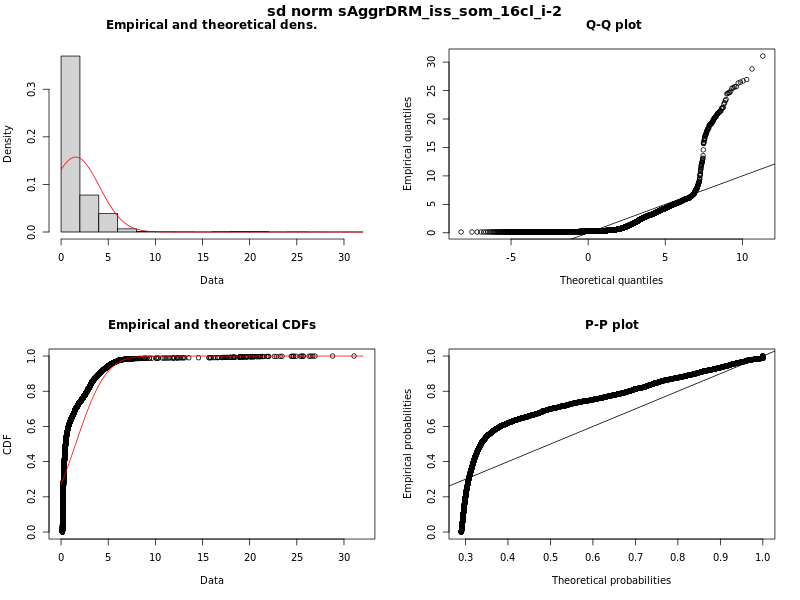 sd norm sAggrDRM_iss_som_16cl_i-2
Empirical and theoretical dens.
Density
0.0 0.1 0.2 0.3
0 5 10 15 20 25 30
Data
Q-Q plot
Empirical quantiles
0 5 10 15 20 25 30
-5 0 5 10
Theoretical quantiles
Empirical and theoretical CDFs
CDF
0.0 0.2 0.4 0.6 0.8 1.0
0 5 10 15 20 25 30
Data
P-P plot
Empirical probabilities
0.0 0.2 0.4 0.6 0.8 1.0
0.3 0.4 0.5 0.6 0.7 0.8 0.9 1.0
Theoretical probabilities